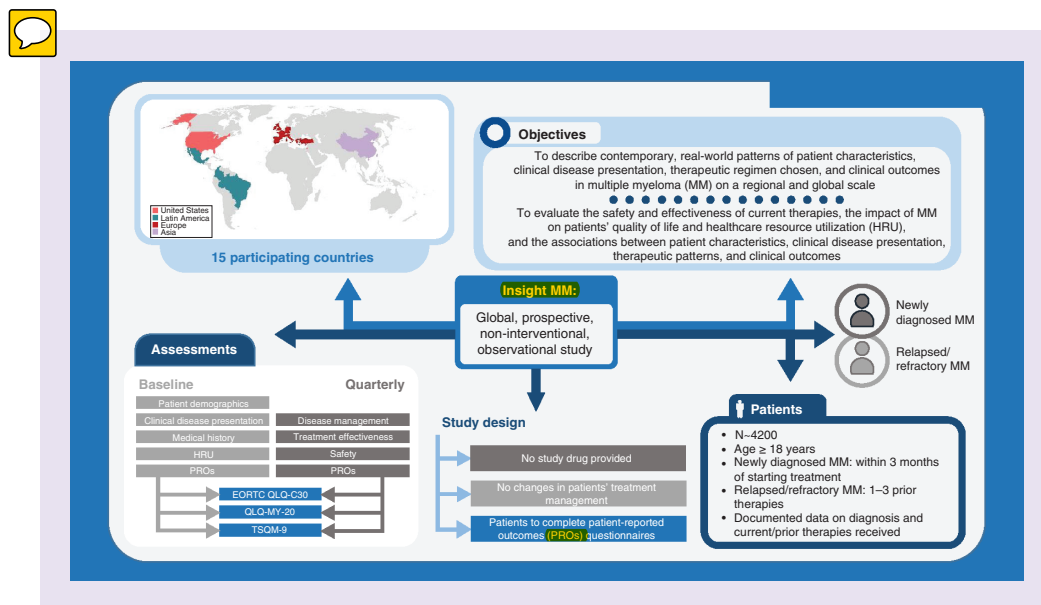 United States
Latin America
Europe
Asia
15 participating countries
Objectives
To describe contemporary, real-world patterns of patient characteristics,
clinical disease presentation, therapeutic regimen chosen, and clinical outcomes
in multiple myeloma (MM) on a regional and global scale
To evaluate the safety and effectiveness of current therapies, the impact of MM
on patients' quality of life and healthcare resource utilization (HRU),
and the associations between patient characteristics, clinical disease presentation,
therapeutic patterns, and clinical outcomes
Insight MM:
Global, prospective,
non-interventional,
observational study
Newly
diagnosed MM
Relapsed/
refractory MM
Assessments
Baseline
Quarterly
Patient demographics
Clinical disease presentation
Disease management
Medical history
Treatment effectiveness
HRU
Safety
PROs
PROs
EORTC QLQ-C30
QLQ-MY-20
TSQM-9
Study design
No study drug provided
No changes in patients' treatment
management
Patients to complete patient-reported
outcomes (PROs) questionnaires
Patients
• N~4200
• Age ≥ 18 years
• Newly diagnosed MM: within 3 months
of starting treatment
• Relapsed/refractory MM: 1–3 prior
therapies
• Documented data on diagnosis and
current/prior therapies received